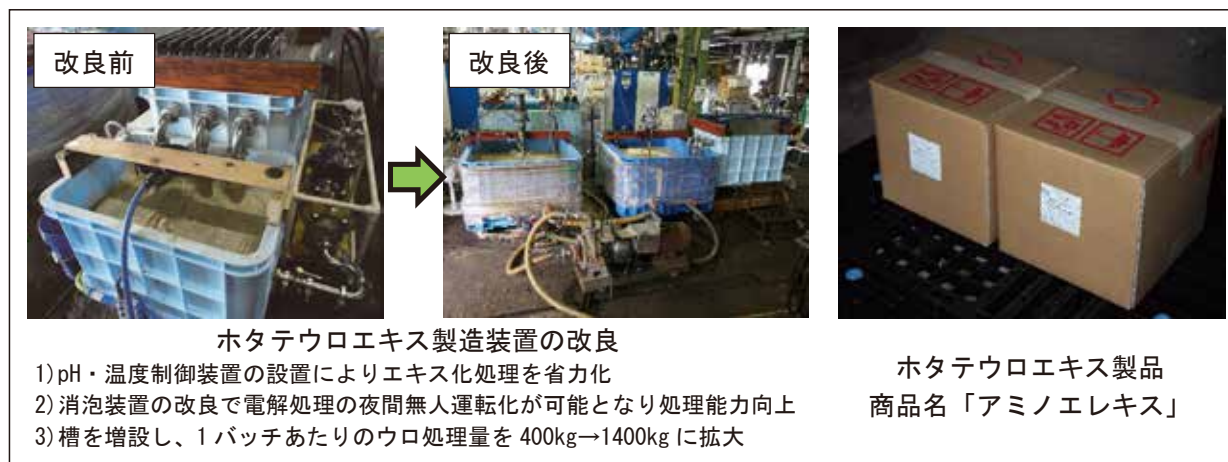 改良前
改良後
ホタテウロエキス製造装置の改良
1)pH・温度制御装置の設置によりエキス化処理を省力化
2)消泡装置の改良で電解処理の夜間無人運転化が可能となり処理能力向上
3)槽を増設し、1バッチあたりのウロ処理量を400kg→1400kgに拡大
ホタテウロエキス製品
商品名「アミノエレキス」